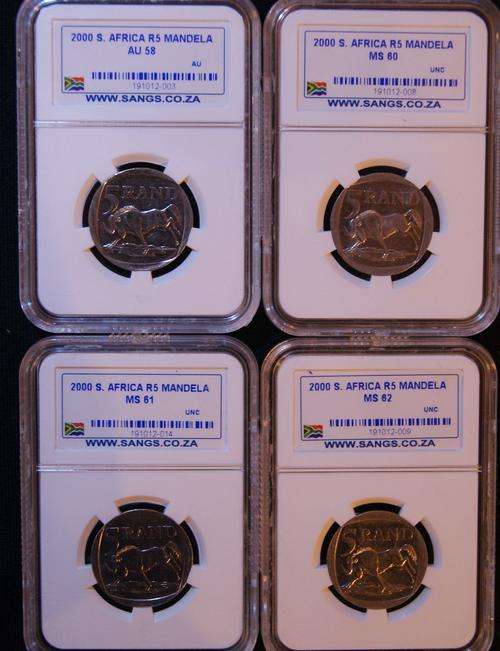 2000 S. AFRICA R5 MANDELA
AU 58
AU
191012-003
WWW.SANGS.CO.ZA
5 RAND
2000 S. AFRICA R5 MANDELA
MS 60
UNC
191012-008
WWW.SANGS.CO.ZA
5 RAND
2000 S. AFRICA R5 MANDELA
MS 61
UNC
191012-014
WWW.SANGS.CO.ZA
5 RAND
2000 S. AFRICA R5 MANDELA
MS 62
UNC
191012-009
WWW.SANGS.CO.ZA
5 RAND